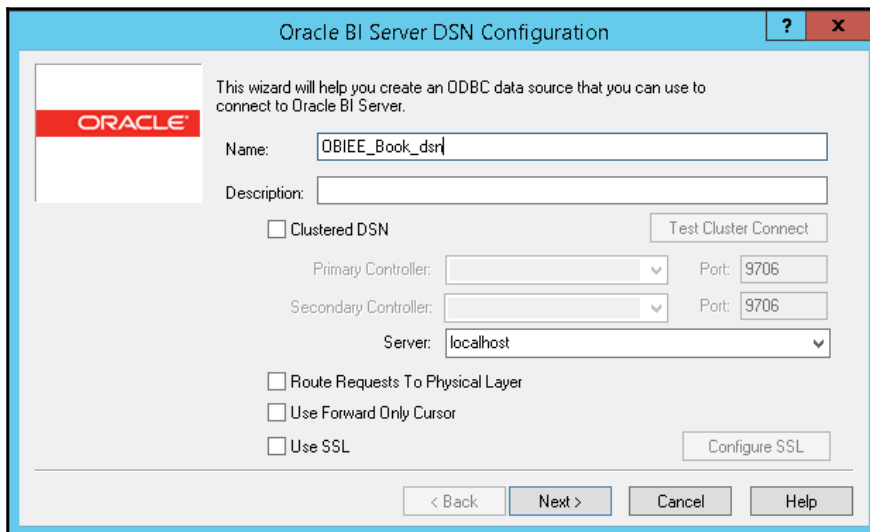 Oracle BI Server DSN Configuration
?
x
ORACLE
This wizard will help you create an ODBC data source that you can use to
connect to Oracle BI Server.
Name: OBIEE_Book_dsn
Description:
Clustered DSN Test Cluster Connect
Primary Controller: Port: 9706
Secondary Controller: Port: 9706
Server: localhost
Route Requests To Physical Layer
Use Forward Only Cursor
Use SSL Configure SSL
< Back Next > Cancel Help